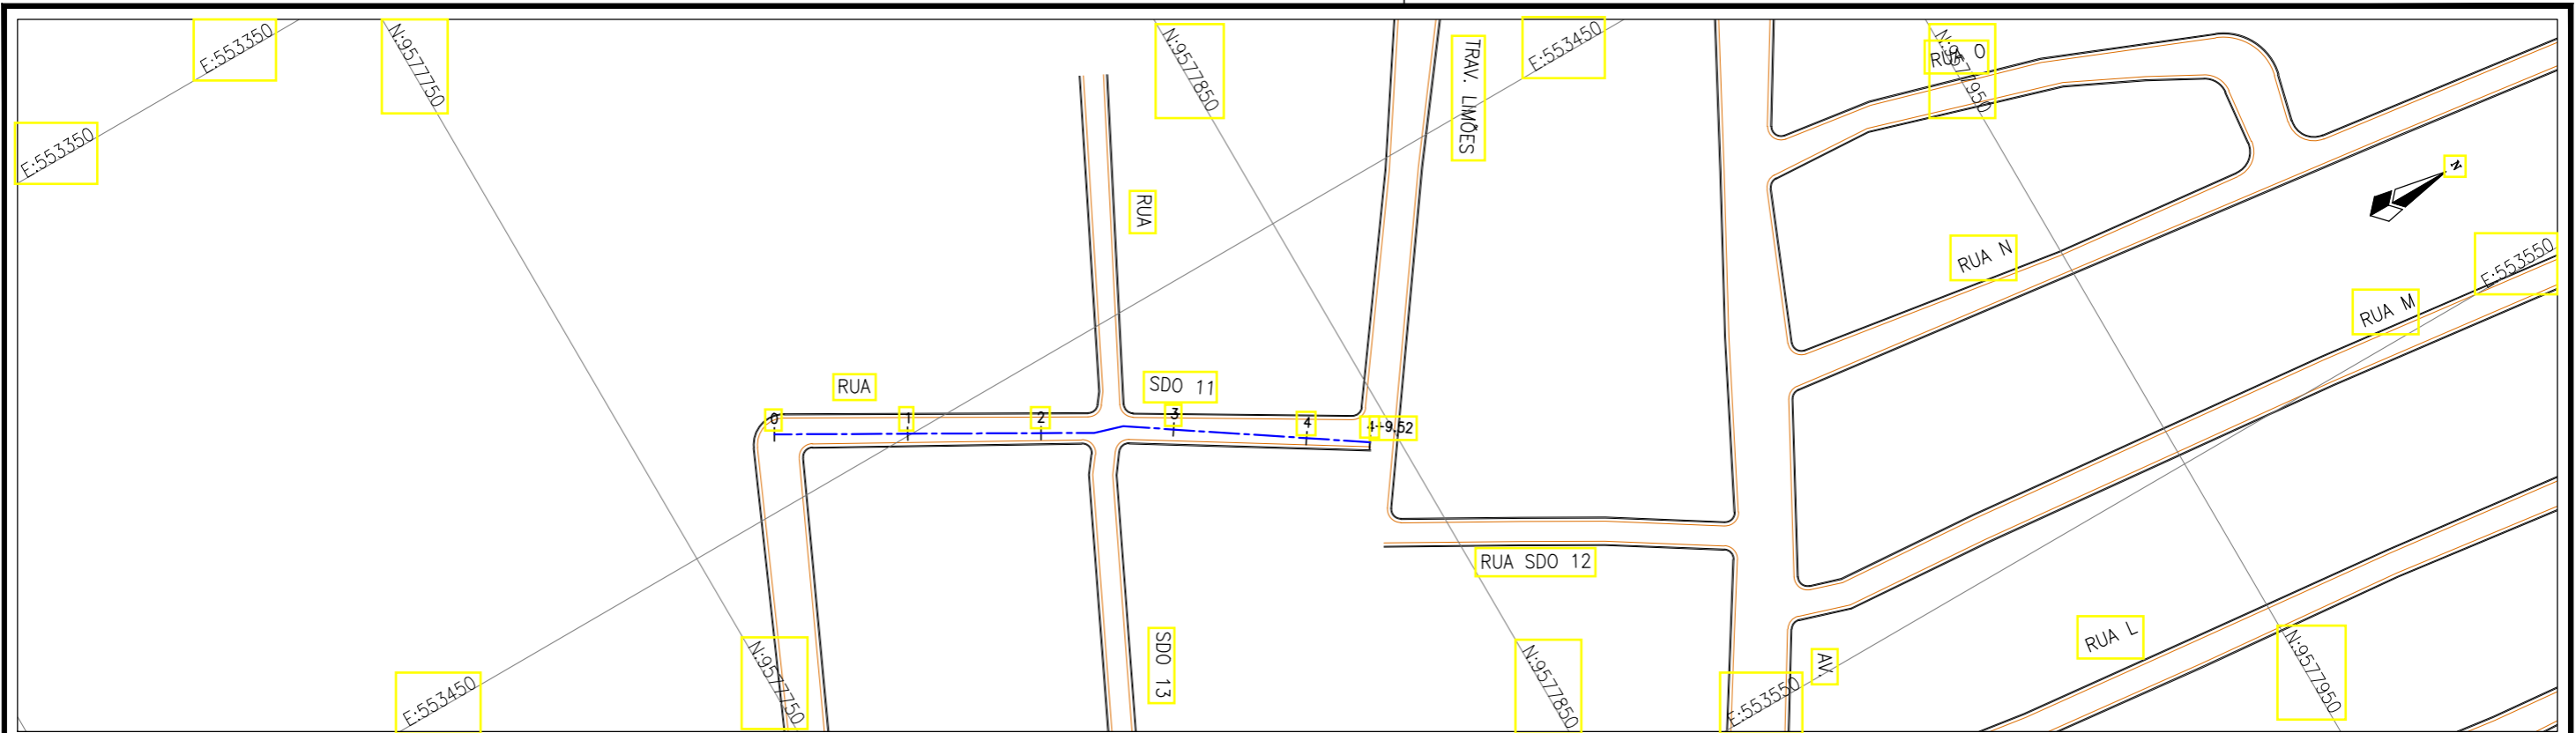 E:553350
N:9577750
N:9577850
TRAV. LIMÕES
E:553450
N:9577950
RUA O
E:553350
N
RUA
RUA N
E:553550
RUA M
RUA
SDO 11
0
1
2
3
4
4+9.52
RUA SDO 12
RUA L
SDO 13
AV.
N:9577750
N:9577850
N:9577950
E:553450
E:553550